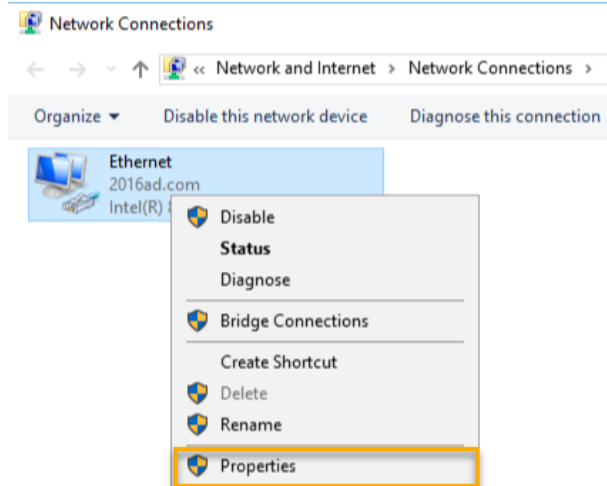 Network Connections
« Network and Internet > Network Connections >
Organize Disable this network device Diagnose this connection
Ethernet
2016ad.com
Intel(R)
Disable
Status
Diagnose
Bridge Connections
Create Shortcut
Delete
Rename
Properties